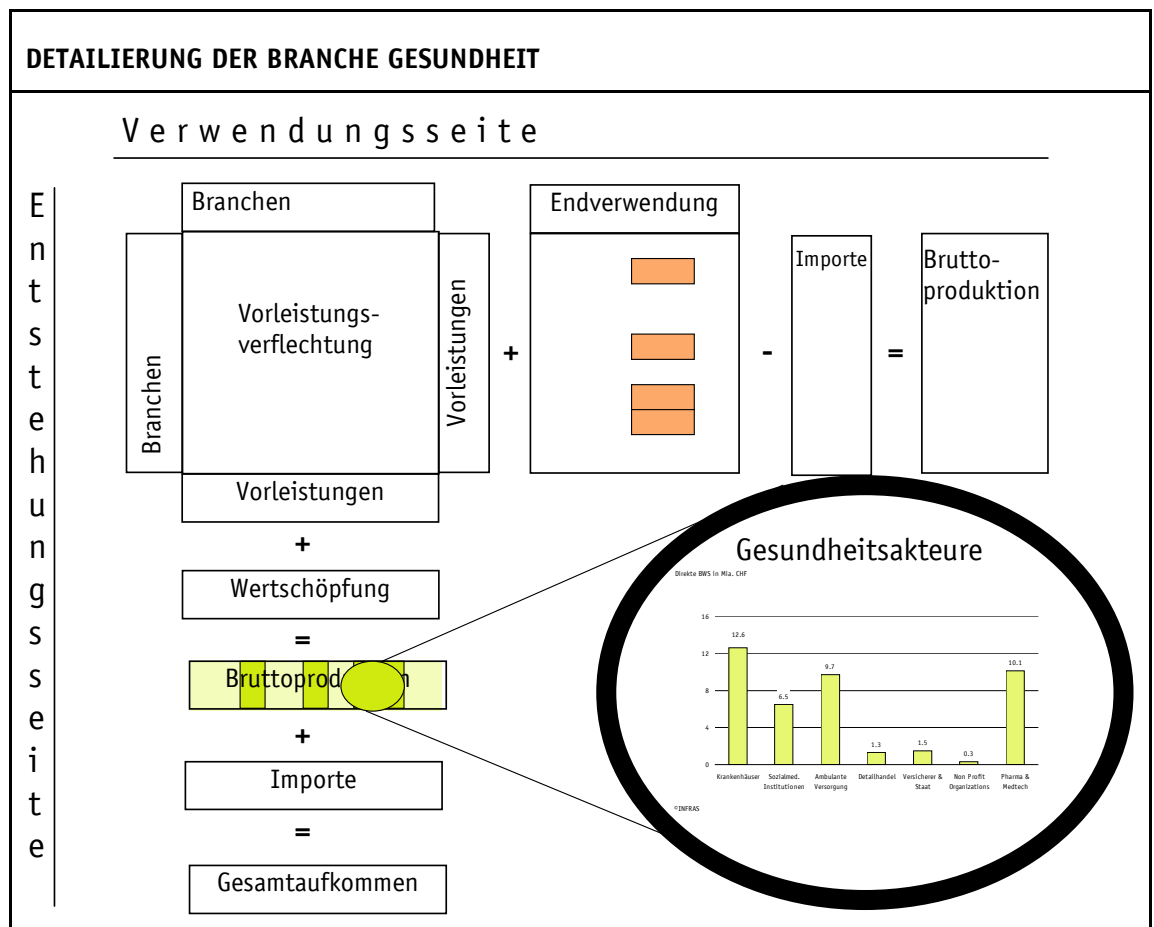 DETAILIERUNG DER BRANCHE GESUNDHEIT
Verwendungsseite
Entstehungsseite
Branchen
Endverwendung
Branchen
Vorleistungs-
verflechtung
Vorleistungen
+
-
Importe
=
Brutto-
produktion
Vorleistungen
+
Wertschöpfung
=
Bruttoprod n
+
Importe
=
Gesamtaufkommen
Gesundheitsakteure
Direkte BWS in Mia. CHF
16
12
8
4
0
12.6
6.5
9.7
1.3
1.5
0.3
10.1
Krankenhäuser
Sozialmed.
Institutionen
Ambulante
Versorgung
Detailhandel
Versicherer &
Staat
Non Profit
Organizations
Pharma &
Medtech
©INFRAS